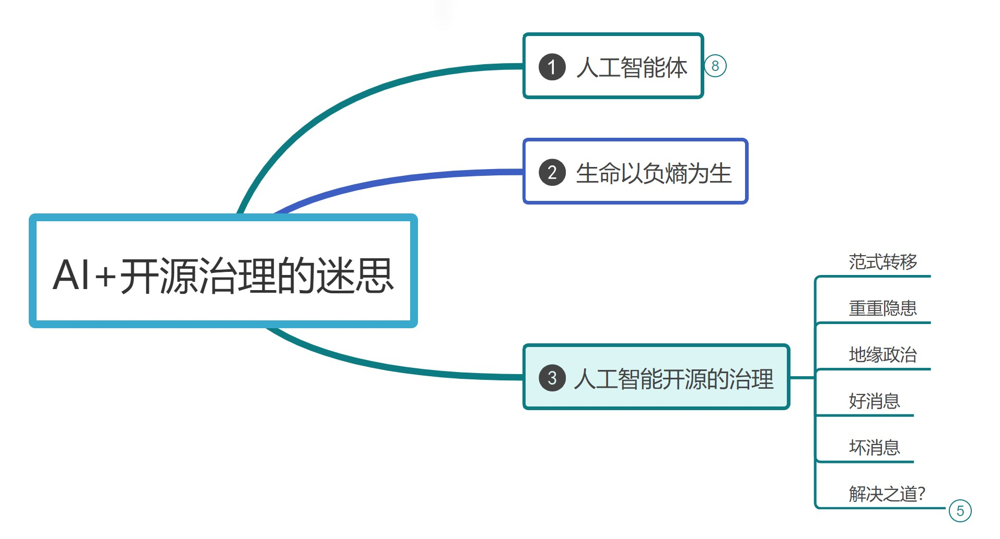 AI+开源治理的迷思
1 人工智能体
8
2 生命以负熵为生
3 人工智能开源的治理
范式转移
重重隐患
地缘政治
好消息
坏消息
解决之道?
5